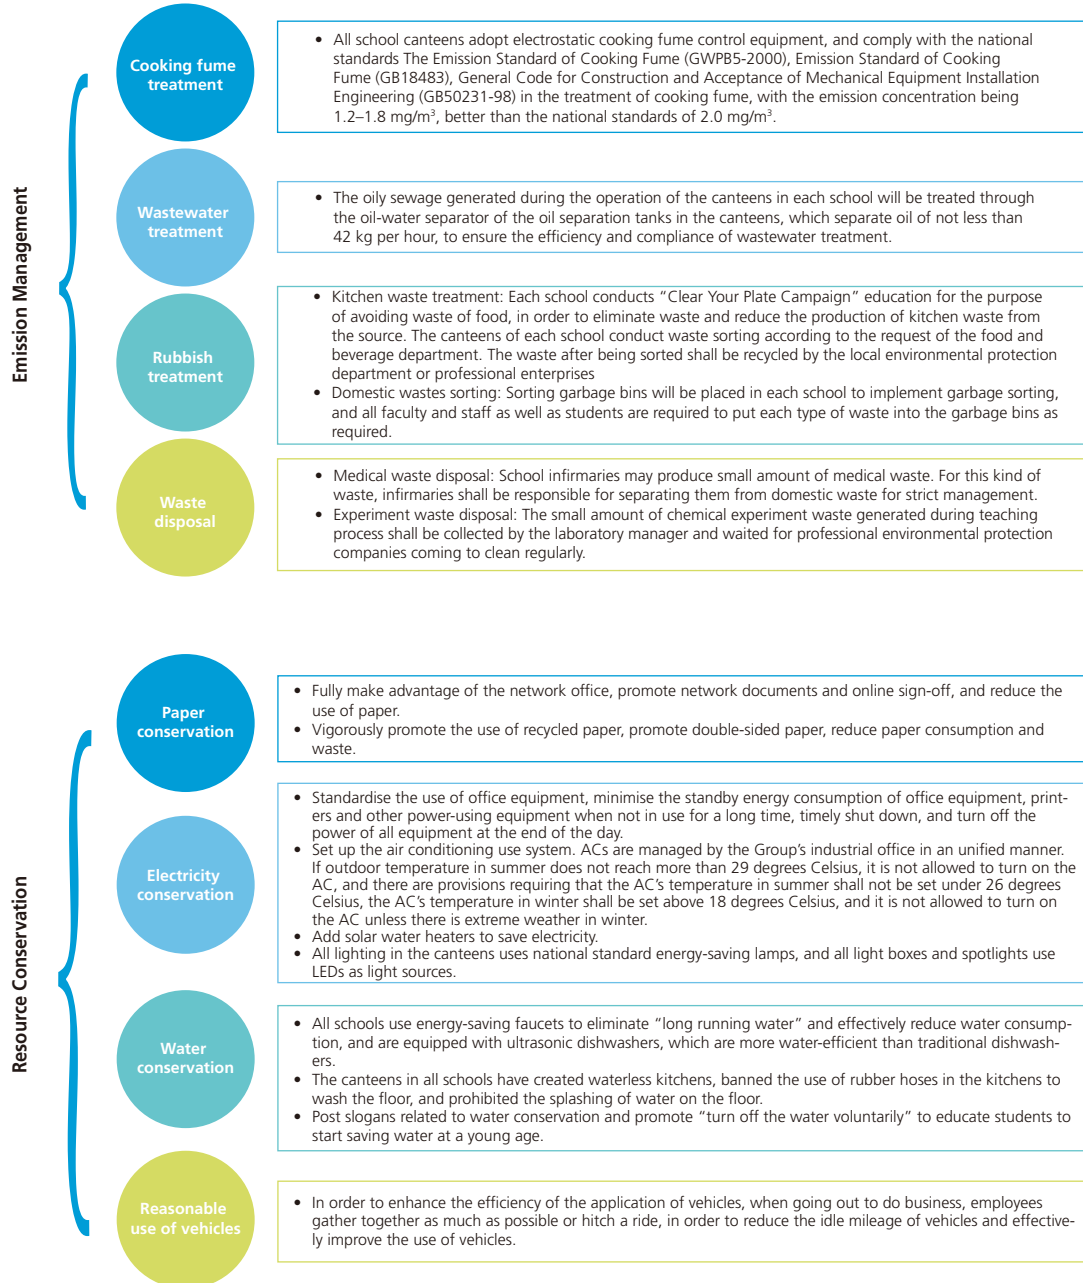 Emission Management
Cooking fume
treatment
• All school canteens adopt electrostatic cooking fume control equipment, and comply with the national
standards The Emission Standard of Cooking Fume (GWPB5-2000), Emission Standard of Cooking
Fume (GB18483), General Code for Construction and Acceptance of Mechanical Equipment Installation
Engineering (GB50231-98) in the treatment of cooking fume, with the emission concentration being
1.2–1.8 mg/m³, better than the national standards of 2.0 mg/m³.
Wastewater
treatment
• The oily sewage generated during the operation of the canteens in each school will be treated through
the oil-water separator of the oil separation tanks in the canteens, which separate oil of not less than
42 kg per hour, to ensure the efficiency and compliance of wastewater treatment.
Rubbish
treatment
• Kitchen waste treatment: Each school conducts “Clear Your Plate Campaign” education for the purpose
of avoiding waste of food, in order to eliminate waste and reduce the production of kitchen waste from
the source. The canteens of each school conduct waste sorting according to the request of the food and
beverage department. The waste after being sorted shall be recycled by the local environmental protection
department or professional enterprises
• Domestic wastes sorting: Sorting garbage bins will be placed in each school to implement garbage sorting,
and all faculty and staff as well as students are required to put each type of waste into the garbage bins as
required.
Waste
disposal
• Medical waste disposal: School infirmaries may produce small amount of medical waste. For this kind of
waste, infirmaries shall be responsible for separating them from domestic waste for strict management.
• Experiment waste disposal: The small amount of chemical experiment waste generated during teaching
process shall be collected by the laboratory manager and waited for professional environmental protection
companies coming to clean regularly.
Resource Conservation
Paper
conservation
• Fully make advantage of the network office, promote network documents and online sign-off, and reduce the
use of paper.
• Vigorously promote the use of recycled paper, promote double-sided paper, reduce paper consumption and
waste.
Electricity
conservation
• Standardise the use of office equipment, minimise the standby energy consumption of office equipment, print-
ers and other power-using equipment when not in use for a long time, timely shut down, and turn off the
power of all equipment at the end of the day.
• Set up the air conditioning use system. ACs are managed by the Group’s industrial office in an unified manner.
If outdoor temperature in summer does not reach more than 29 degrees Celsius, it is not allowed to turn on the
AC, and there are provisions requiring that the AC’s temperature in summer shall not be set under 26 degrees
Celsius, the AC’s temperature in winter shall be set above 18 degrees Celsius, and it is not allowed to turn on
the AC unless there is extreme weather in winter.
• Add solar water heaters to save electricity.
• All lighting in the canteens uses national standard energy-saving lamps, and all light boxes and spotlights use
LEDs as light sources.
Water
conservation
• All schools use energy-saving faucets to eliminate “long running water” and effectively reduce water consump-
tion, and are equipped with ultrasonic dishwashers, which are more water-efficient than traditional dishwash-
ers.
• The canteens in all schools have created waterless kitchens, banned the use of rubber hoses in the kitchens to
wash the floor, and prohibited the splashing of water on the floor.
• Post slogans related to water conservation and promote “turn off the water voluntarily” to educate students to
start saving water at a young age.
Reasonable
use of vehicles
• In order to enhance the efficiency of the application of vehicles, when going out to do business, employees
gather together as much as possible or hitch a ride, in order to reduce the idle mileage of vehicles and effective-
ly improve the use of vehicles.